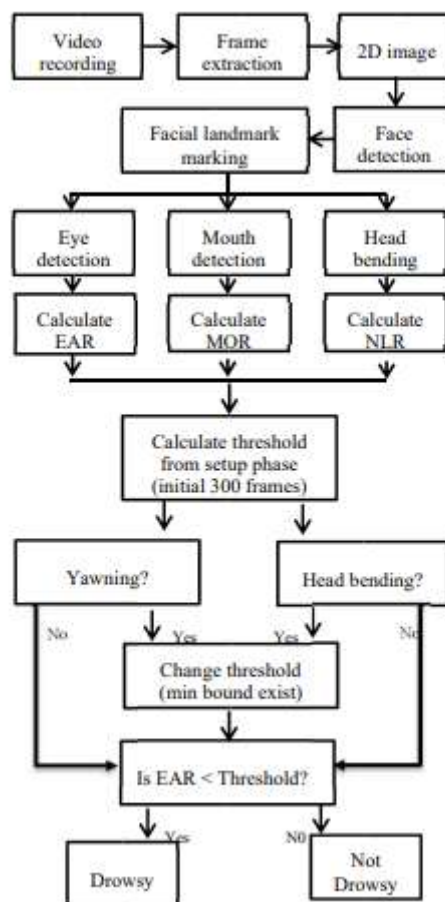 Video
recording
Frame
extraction
2D image
Facial landmark
marking
Face
detection
Eye
detection
Mouth
detection
Head
bending
Calculate
EAR
Calculate
MOR
Calculate
NLR
Calculate threshold
from setup phase
(initial 300 frames)
Yawning?
Head bending?
No
Yes
Yes
No
Change threshold
(min bound exist)
Is EAR < Threshold?
Yes
N0
Drowsy
Not
Drowsy